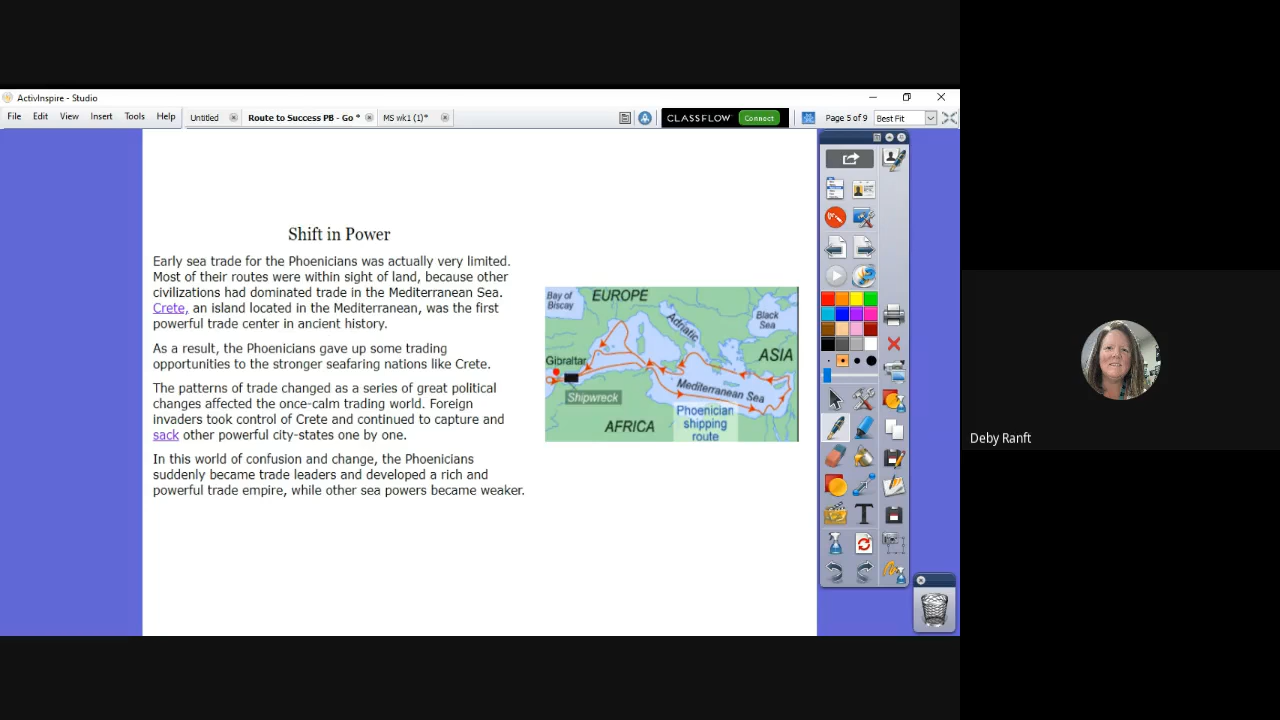 ActivInspire - Studio
File Edit View Insert Tools Help
Untitled
Route to Success PB - Go *
MS wk1 (1)*
CLASSFLOW Connect
Page 5 of 9
Best Fit
Shift in Power
Early sea trade for the Phoenicians was actually very limited.
Most of their routes were within sight of land, because other
civilizations had dominated trade in the Mediterranean Sea.
Crete, an island located in the Mediterranean, was the first
powerful trade center in ancient history.
As a result, the Phoenicians gave up some trading
opportunities to the stronger seafaring nations like Crete.
The patterns of trade changed as a series of great political
changes affected the once-calm trading world. Foreign
invaders took control of Crete and continued to capture and
sack other powerful city-states one by one.
In this world of confusion and change, the Phoenicians
suddenly became trade leaders and developed a rich and
powerful trade empire, while other sea powers became weaker.
Bay of
Biscay
EUROPE
Adriatic
Black
Sea
ASIA
Gibraltar
Shipwreck
Mediterranean Sea
AFRICA
Phoenician
shipping
route
Deby Ranft